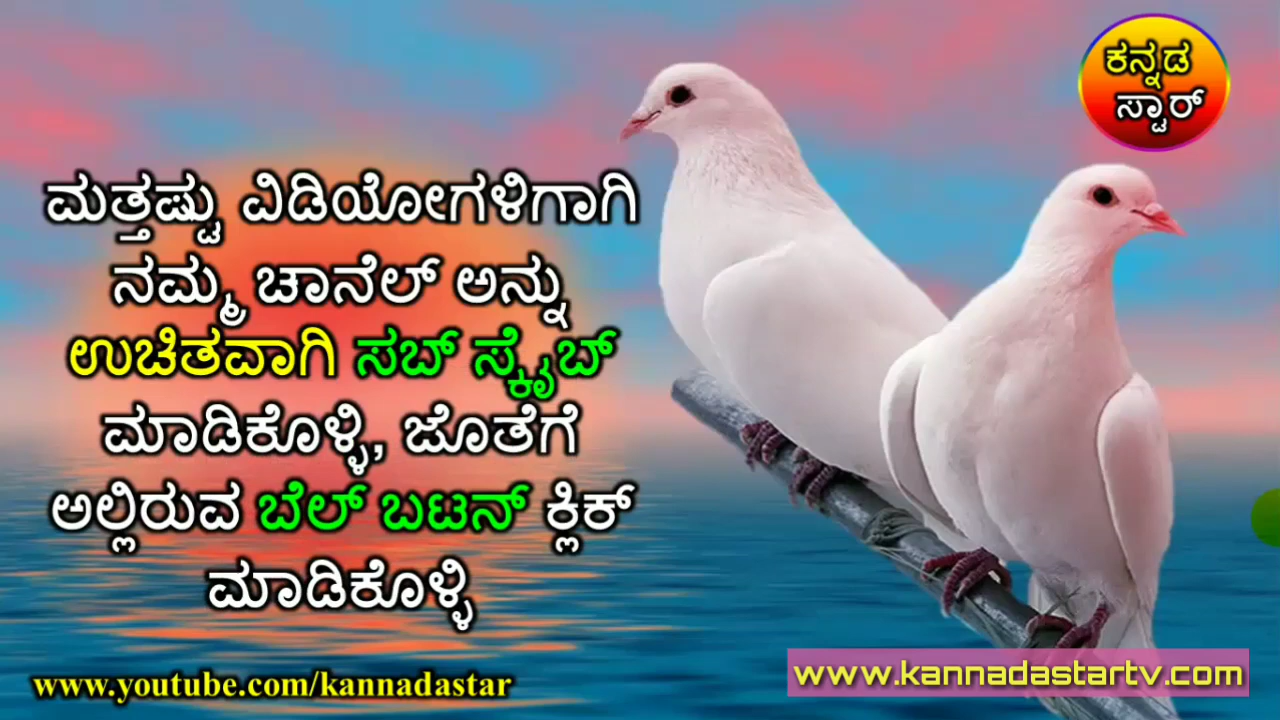 ಕನ್ನಡ
ಸ್ಟಾರ್
ಮತ್ತಷ್ಟು ವಿಡಿಯೋಗಳಿಗಾಗಿ
ನಮ್ಮ ಚಾನೆಲ್ ಅನ್ನು
ಉಚಿತವಾಗಿ ಸಬ್ ಸ್ಕ್ರೈಬ್
ಮಾಡಿಕೊಳ್ಳಿ, ಜೊತೆಗೆ
ಅಲ್ಲಿರುವ ಬೆಲ್ ಬಟನ್ ಕ್ಲಿಕ್
ಮಾಡಿಕೊಳ್ಳಿ
www.youtube.com/kannadastar
www.kannadastartv.com